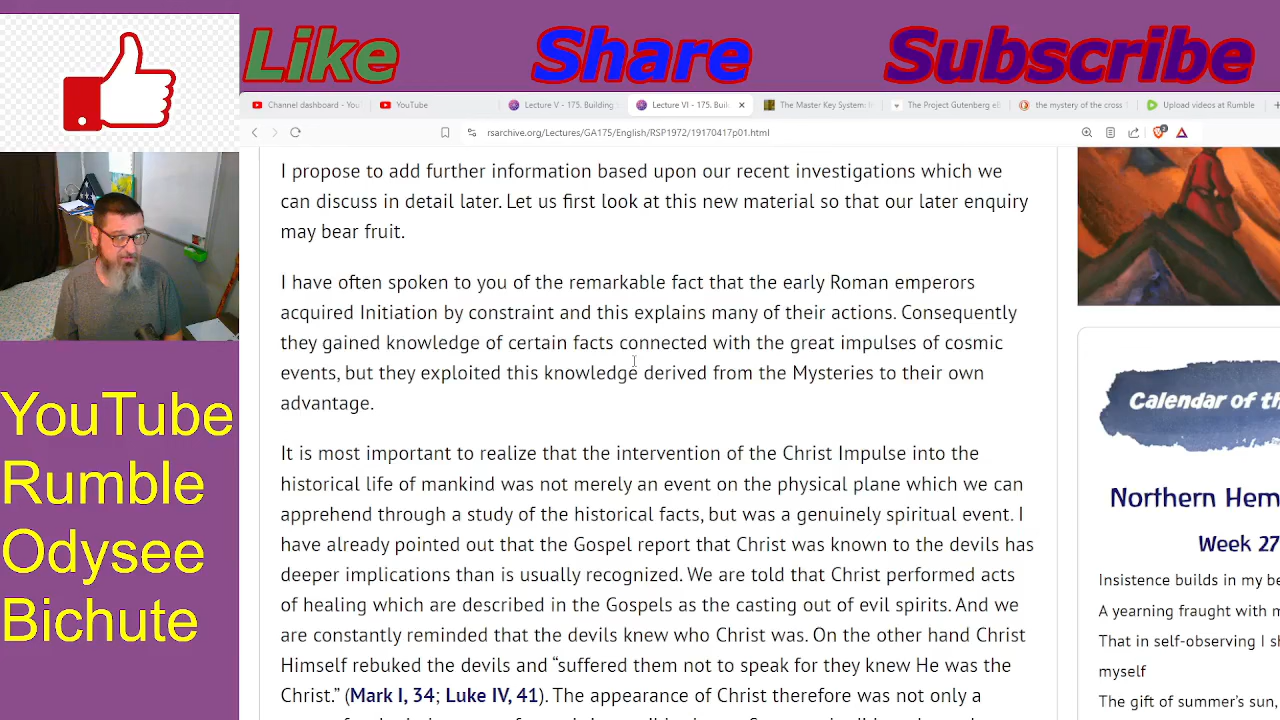 Like Share Subscribe
Channel dashboard - You
YouTube
Lecture V - 175. Building
Lecture VI - 175. Buil
The Master Key System:
The Project Gutenberg eB
the mystery of the cross
Upload videos at Rumble
rsarchive.org/Lectures/GA175/English/RSP1972/19170417p01.html
I propose to add further information based upon our recent investigations which we
can discuss in detail later. Let us first look at this new material so that our later enquiry
may bear fruit.
I have often spoken to you of the remarkable fact that the early Roman emperors
acquired Initiation by constraint and this explains many of their actions. Consequently
they gained knowledge of certain facts connected with the great impulses of cosmic
events, but they exploited this knowledge derived from the Mysteries to their own
advantage.
It is most important to realize that the intervention of the Christ Impulse into the
historical life of mankind was not merely an event on the physical plane which we can
apprehend through a study of the historical facts, but was a genuinely spiritual event. I
have already pointed out that the Gospel report that Christ was known to the devils has
deeper implications than is usually recognized. We are told that Christ performed acts
of healing which are described in the Gospels as the casting out of evil spirits. And we
are constantly reminded that the devils knew who Christ was. On the other hand Christ
Himself rebuked the devils and “suffered them not to speak for they knew He was the
Christ.” (Mark I, 34; Luke IV, 41). The appearance of Christ therefore was not only a
Calendar of th
Northern Hem
Week 27
Insistence builds in my be
A yearning fraught with m
That in self-observing I sh
myself
The gift of summer’s sun,
YouTube
Rumble
Odysee
Bichute